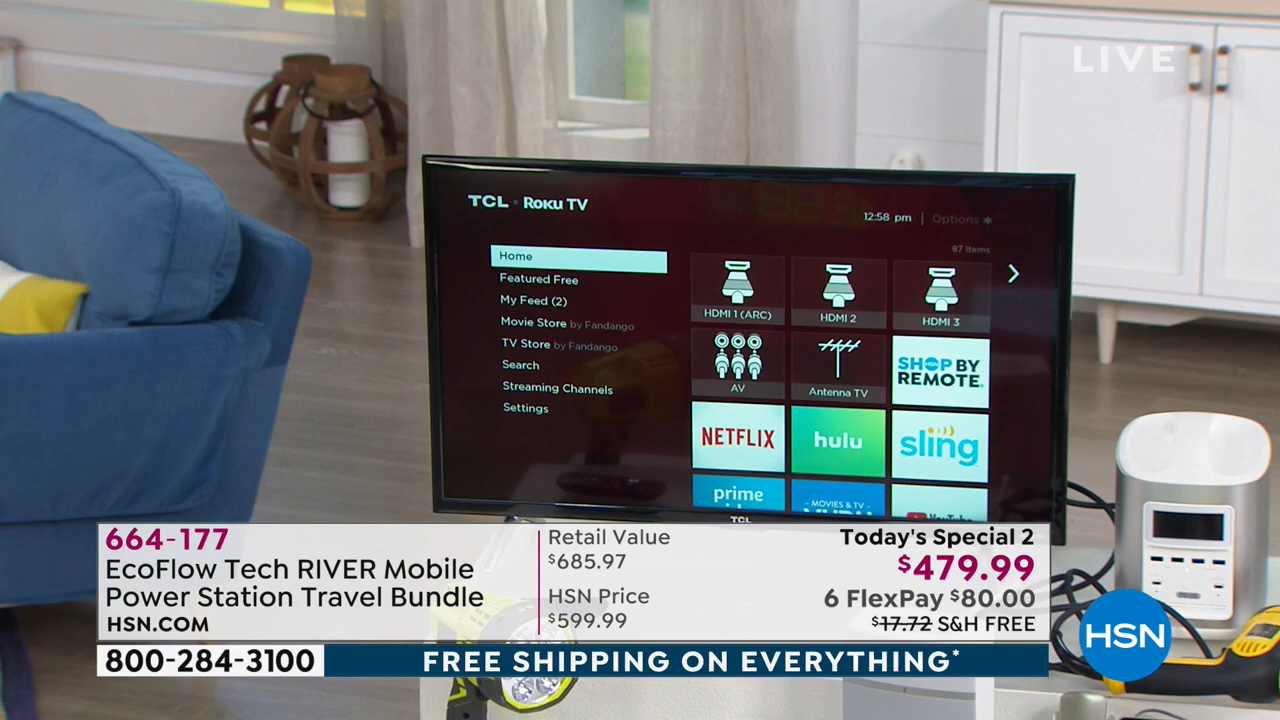 LIVE
TCL · Roku TV
12:58 pm | Options ✱
87 Items
Home
Featured Free
My Feed (2)
Movie Store by Fandango
TV Store by Fandango
Search
Streaming Channels
Settings
HDMI 1 (ARC)
HDMI 2
HDMI 3
AV
Antenna TV
SHOP BY
REMOTE.
NETFLIX
hulu
sling
prime
MOVIES & TV
YouTube
TCL
664-177
EcoFlow Tech RIVER Mobile
Power Station Travel Bundle
HSN.COM
Retail Value
$685.97
HSN Price
$599.99
Today's Special 2
$479.99
6 FlexPay $80.00
$17.72 S&H FREE
HSN
800-284-3100
FREE SHIPPING ON EVERYTHING*